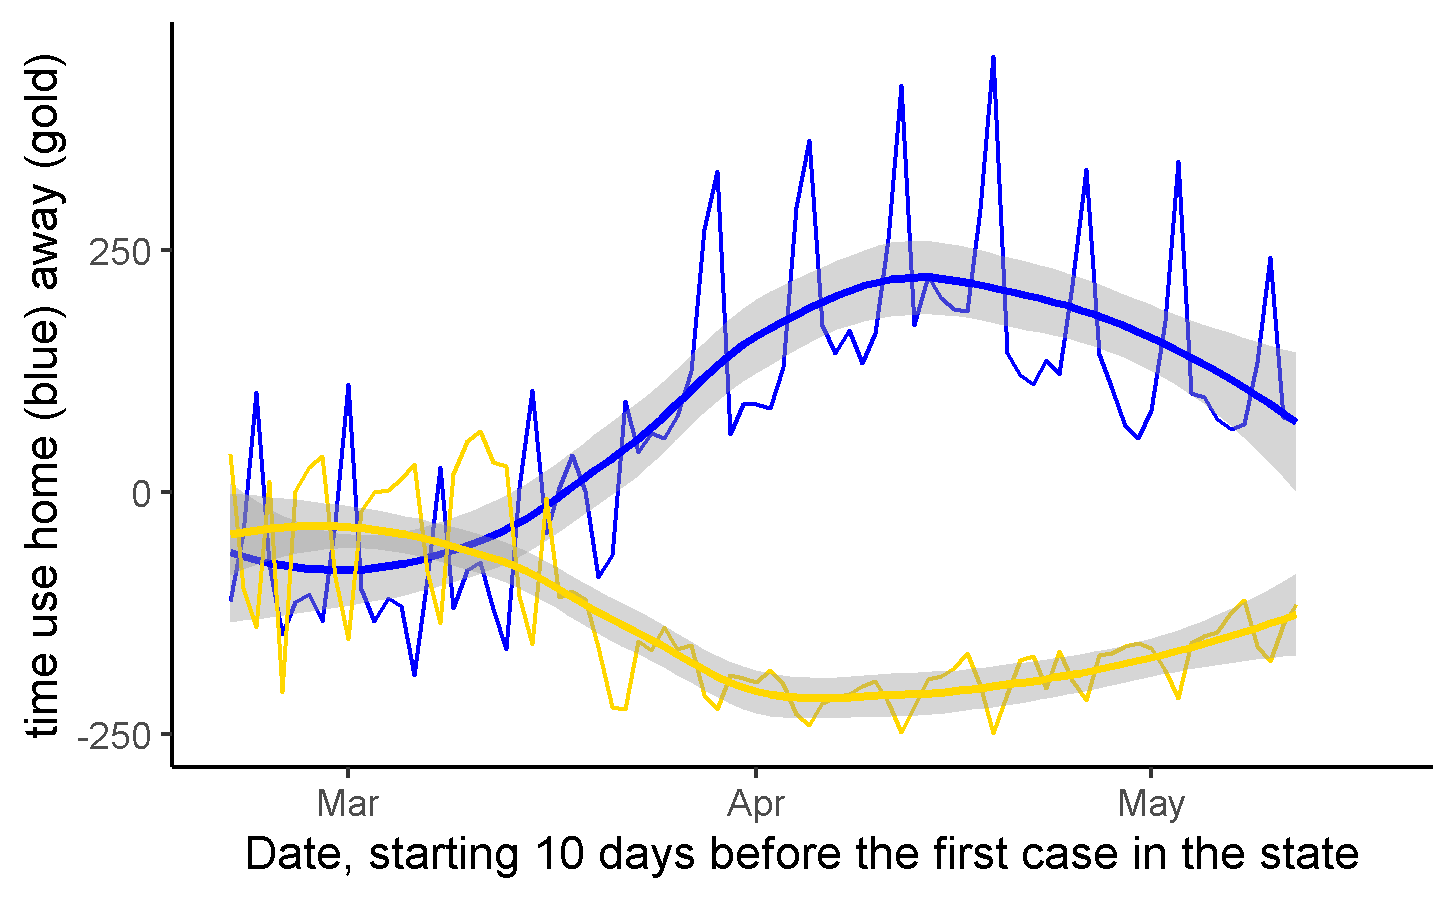 time use home (blue) away (gold)
250
0
-250
Mar
Apr
May
Date, starting 10 days before the first case in the state